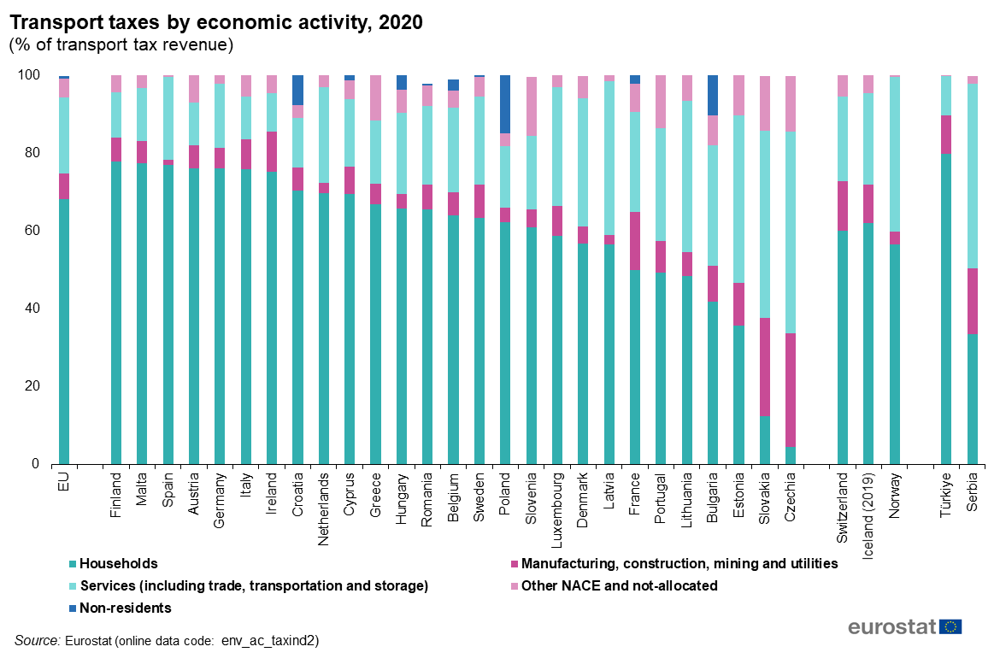 Transport taxes by economic activity, 2020
(% of transport tax revenue)
100
80
60
40
20
0
EU
Finland
Malta
Spain
Austria
Germany
Italy
Ireland
Croatia
Netherlands
Cyprus
Greece
Hungary
Romania
Belgium
Sweden
Poland
Slovenia
Luxembourg
Denmark
Latvia
France
Portugal
Lithuania
Bulgaria
Estonia
Slovakia
Czechia
Switzerland
Iceland (2019)
Norway
Türkiye
Serbia
Households
Manufacturing, construction, mining and utilities
Services (including trade, transportation and storage)
Other NACE and not-allocated
Non-residents
Source: Eurostat (online data code: env_ac_taxind2)
eurostat